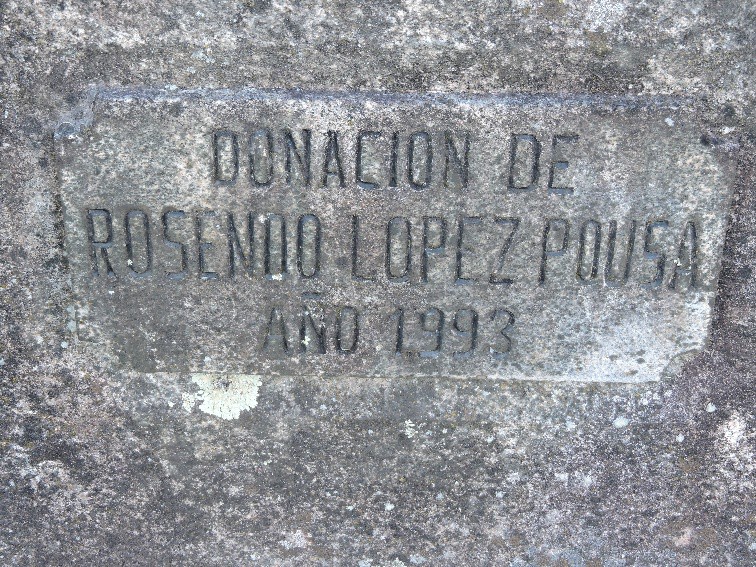 DONACION DE
ROSENDO LOPEZ POUSA
AÑO 1993